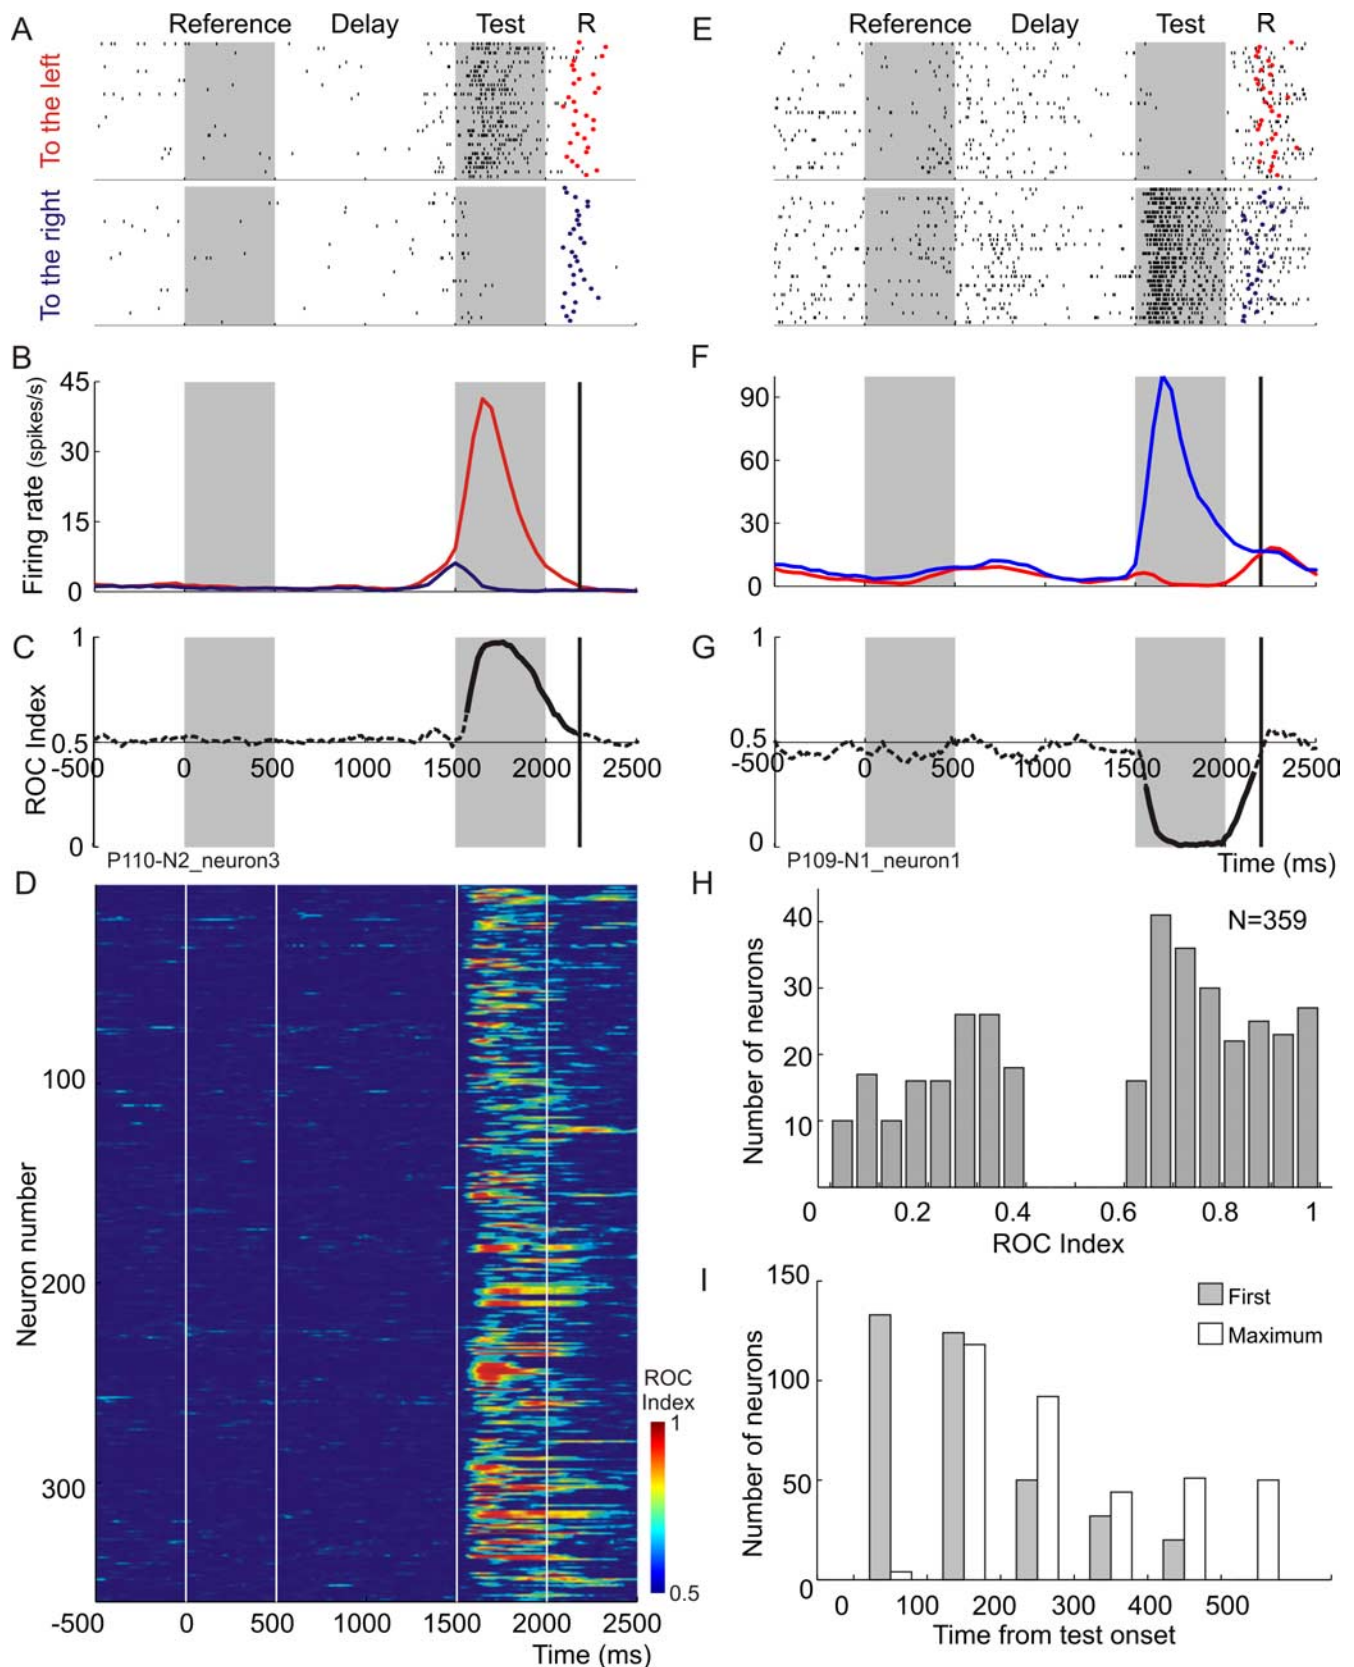 A Reference Delay Test R
To the left
To the right
B
45
30
15
0
Firing rate (spikes/s)
C
1
0.5
0
ROC Index
-500 0 500 1000 1500 2000 2500
P110-N2_neuron3
D
100
200
300
Neuron number
ROC
Index
1
0.5
-500 0 500 1000 1500 2000 2500
Time (ms)
E Reference Delay Test R
F
90
60
30
0
G
1
0.5
0
-500 0 500 1000 1500 2000 2500
P109-N1_neuron1
Time (ms)
H
N=359
40
30
20
10
Number of neurons
0 0.2 0.4 0.6 0.8 1
ROC Index
I
150
100
50
0
Number of neurons
First
Maximum
0 100 200 300 400 500
Time from test onset